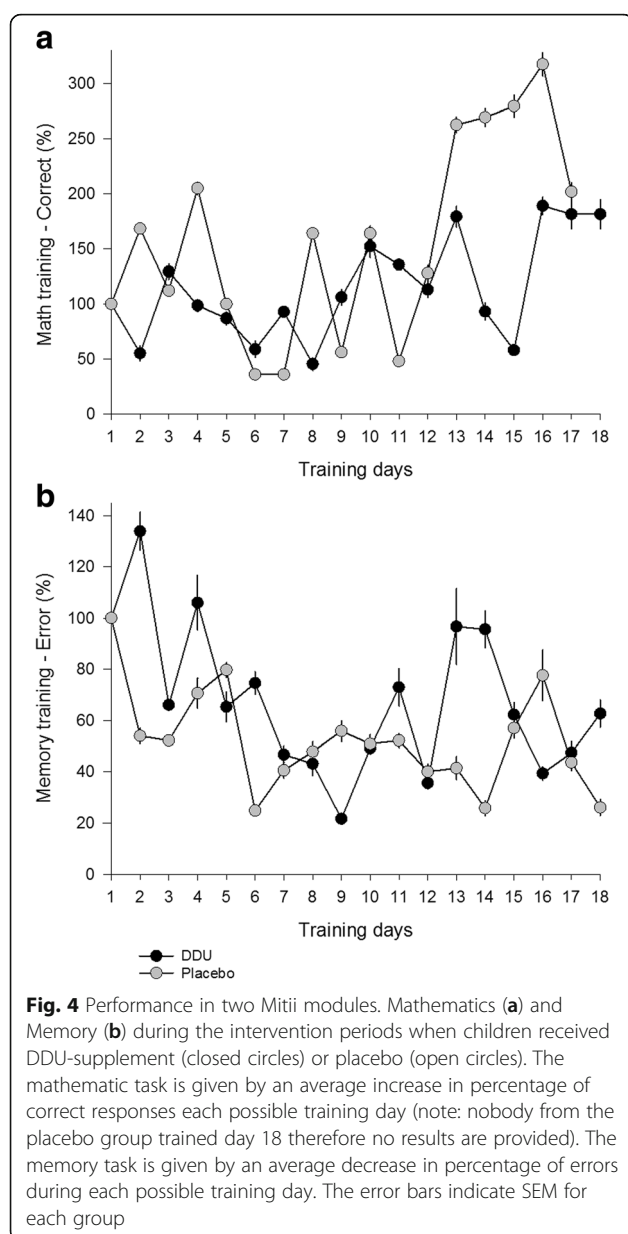 a
300
250
200
150
100
50
0
Math training - Correct (%)
1 2 3 4 5 6 7 8 9 10 11 12 13 14 15 16 17 18
Training days
b
140
120
100
80
60
40
20
0
Memory training - Error (%)
1 2 3 4 5 6 7 8 9 10 11 12 13 14 15 16 17 18
Training days
DDU
Placebo
Fig. 4 Performance in two Mitii modules. Mathematics (a) and
Memory (b) during the intervention periods when children received
DDU-supplement (closed circles) or placebo (open circles). The
mathematic task is given by an average increase in percentage of
correct responses each possible training day (note: nobody from the
placebo group trained day 18 therefore no results are provided). The
memory task is given by an average decrease in percentage of errors
during each possible training day. The error bars indicate SEM for
each group